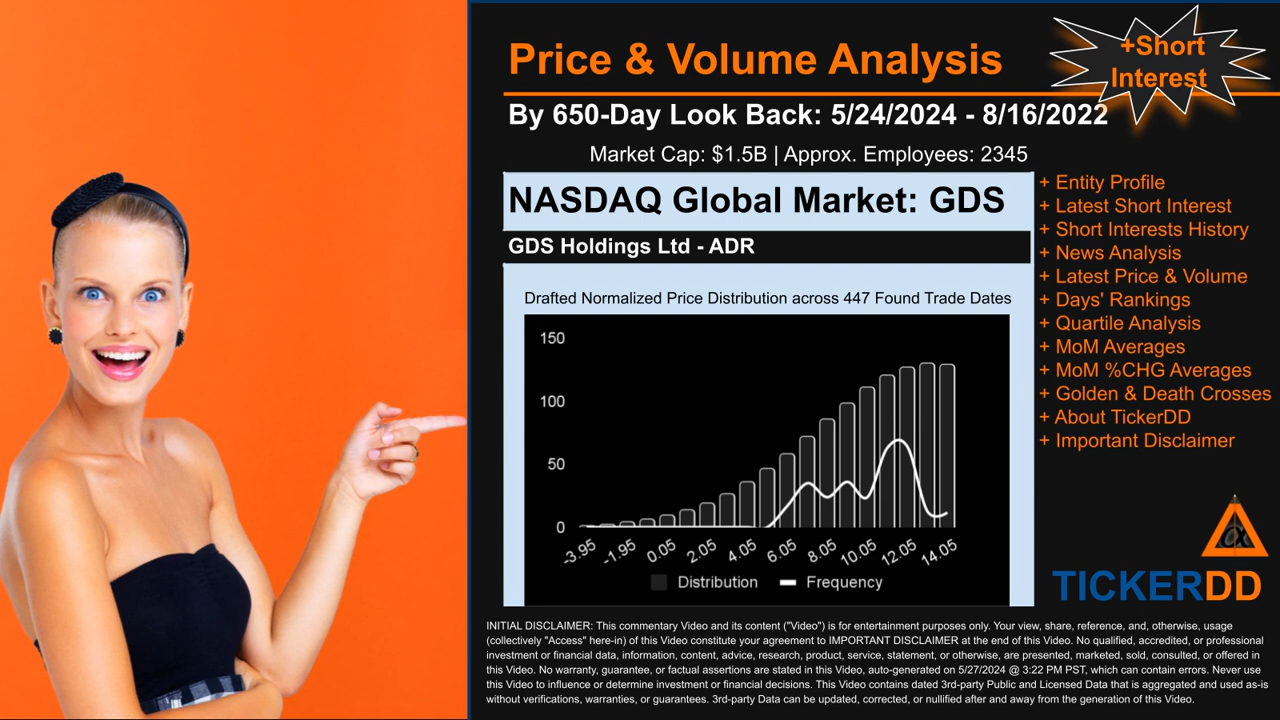 Price & Volume Analysis
+Short
Interest
By 650-Day Look Back: 5/24/2024 - 8/16/2022
Market Cap: $1.5B | Approx. Employees: 2345
NASDAQ Global Market: GDS
GDS Holdings Ltd - ADR
Drafted Normalized Price Distribution across 447 Found Trade Dates
150
100
50
0
-3.95 -1.95 0.05 2.05 4.05 6.05 8.05 10.05 12.05 14.05
Distribution Frequency
+ Entity Profile
+ Latest Short Interest
+ Short Interests History
+ News Analysis
+ Latest Price & Volume
+ Days' Rankings
+ Quartile Analysis
+ MoM Averages
+ MoM %CHG Averages
+ Golden & Death Crosses
+ About TickerDD
+ Important Disclaimer
TICKERDD
INITIAL DISCLAIMER: This commentary Video and its content ("Video") is for entertainment purposes only. Your view, share, reference, and, otherwise, usage
(collectively "Access" here-in) of this Video constitute your agreement to IMPORTANT DISCLAIMER at the end of this Video. No qualified, accredited, or professional
investment or financial data, information, content, advice, research, product, service, statement, or otherwise, are presented, marketed, sold, consulted, or offered in
this Video. No warranty, guarantee, or factual assertions are stated in this Video, auto-generated on 5/27/2024 @ 3:22 PM PST, which can contain errors. Never use
this Video to influence or determine investment or financial decisions. This Video contains dated 3rd-party Public and Licensed Data that is aggregated and used as-is
without verifications, warranties, or guarantees. 3rd-party Data can be updated, corrected, or nullified after and away from the generation of this Video.